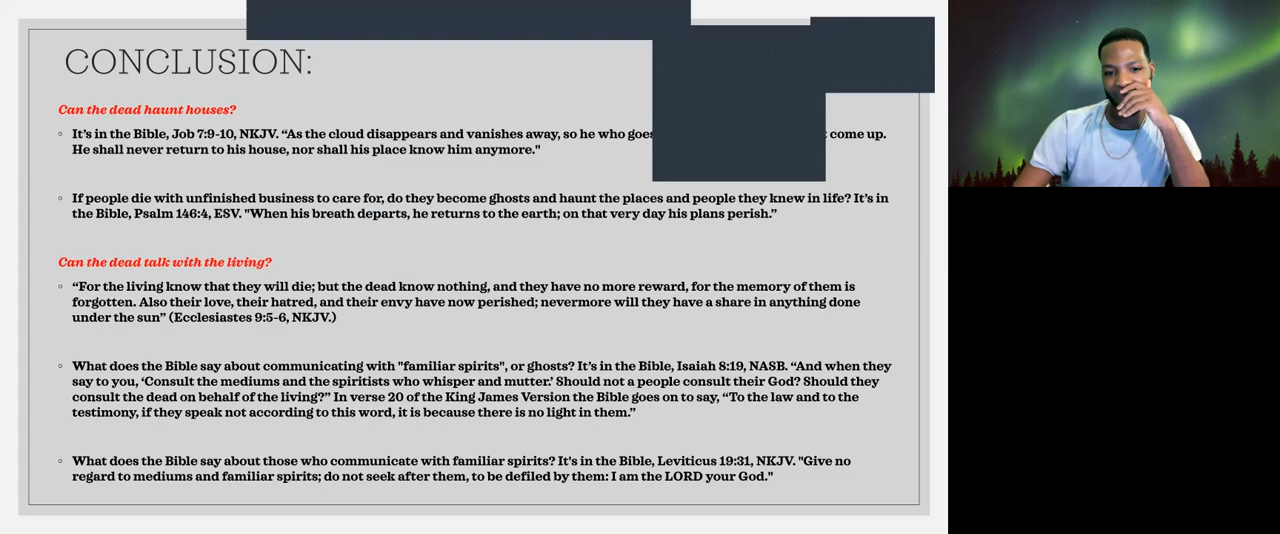 CONCLUSION:
Can the dead haunt houses?
It’s in the Bible, Job 7:9-10, NKJV. “As the cloud disappears and vanishes away, so he who goes come up.
He shall never return to his house, nor shall his place know him anymore."
If people die with unfinished business to care for, do they become ghosts and haunt the places and people they knew in life? It’s in
the Bible, Psalm 146:4, ESV. "When his breath departs, he returns to the earth; on that very day his plans perish.”
Can the dead talk with the living?
“For the living know that they will die; but the dead know nothing, and they have no more reward, for the memory of them is
forgotten. Also their love, their hatred, and their envy have now perished; nevermore will they have a share in anything done
under the sun” (Ecclesiastes 9:5-6, NKJV.)
What does the Bible say about communicating with "familiar spirits", or ghosts? It’s in the Bible, Isaiah 8:19, NASB. “And when they
say to you, ‘Consult the mediums and the spiritists who whisper and mutter.’ Should not a people consult their God? Should they
consult the dead on behalf of the living?” In verse 20 of the King James Version the Bible goes on to say, “To the law and to the
testimony, if they speak not according to this word, it is because there is no light in them.”
What does the Bible say about those who communicate with familiar spirits? It's in the Bible, Leviticus 19:31, NKJV. "Give no
regard to mediums and familiar spirits; do not seek after them, to be defiled by them: I am the LORD your God."